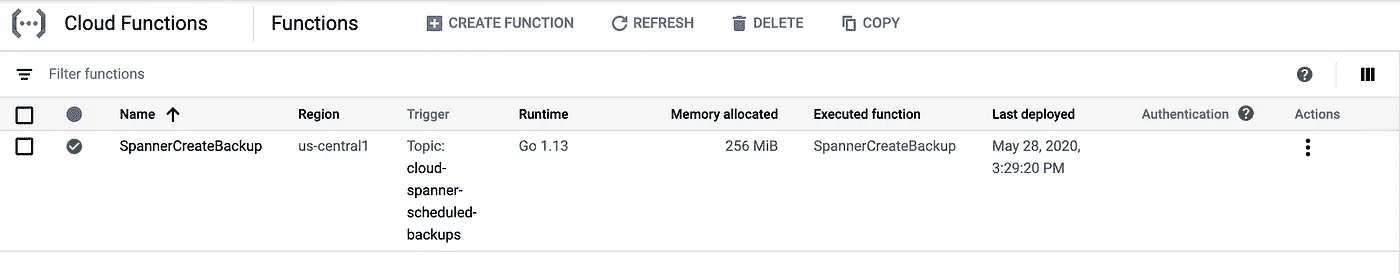 Cloud Functions Functions CREATE FUNCTION REFRESH DELETE COPY
Filter functions
Name Region Trigger Runtime Memory allocated Executed function Last deployed Authentication Actions
SpannerCreateBackup us-central1 Topic: Go 1.13 256 MiB SpannerCreateBackup May 28, 2020,
cloud- 3:29:20 PM
spanner-
scheduled-
backups